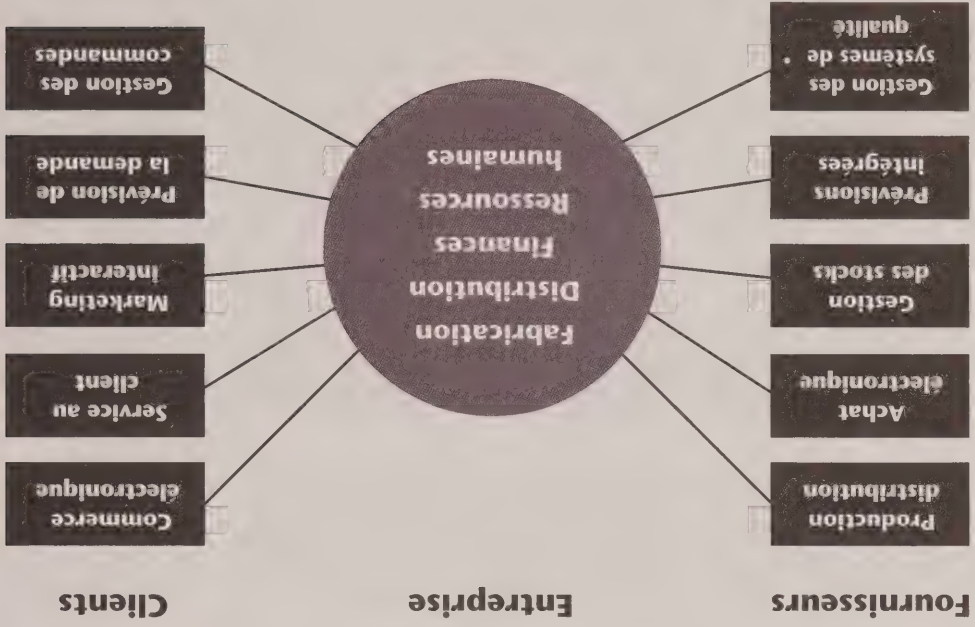 Fournisseurs
Entreprise
Clients
Production
distribution
Achat
électronique
Gestion
des stocks
Prévisions
intégrées
Gestion des
systèmes de
qualité
Fabrication
Distribution
Finances
Ressources
humaines
Commerce
électronique
Service au
client
Marketing
interactif
Prévision de
la demande
Gestion des
commandes